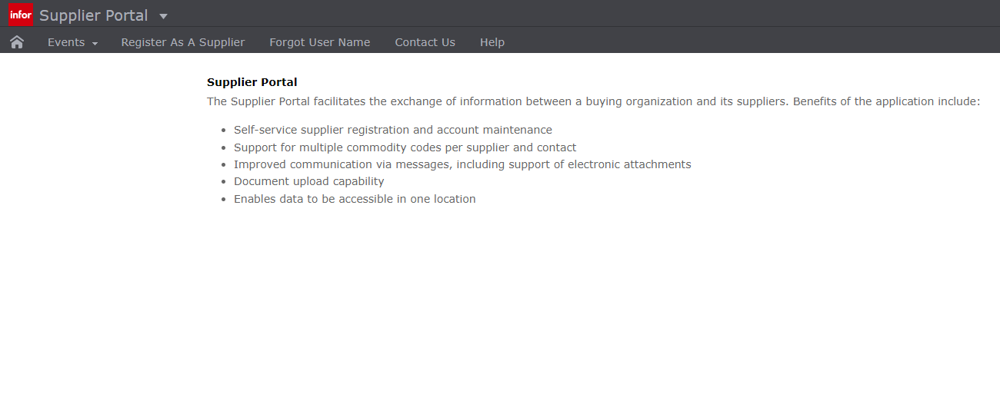 infor Supplier Portal
Events Register As A Supplier Forgot User Name Contact Us Help
Supplier Portal
The Supplier Portal facilitates the exchange of information between a buying organization and its suppliers. Benefits of the application include:
• Self-service supplier registration and account maintenance
• Support for multiple commodity codes per supplier and contact
• Improved communication via messages, including support of electronic attachments
• Document upload capability
• Enables data to be accessible in one location